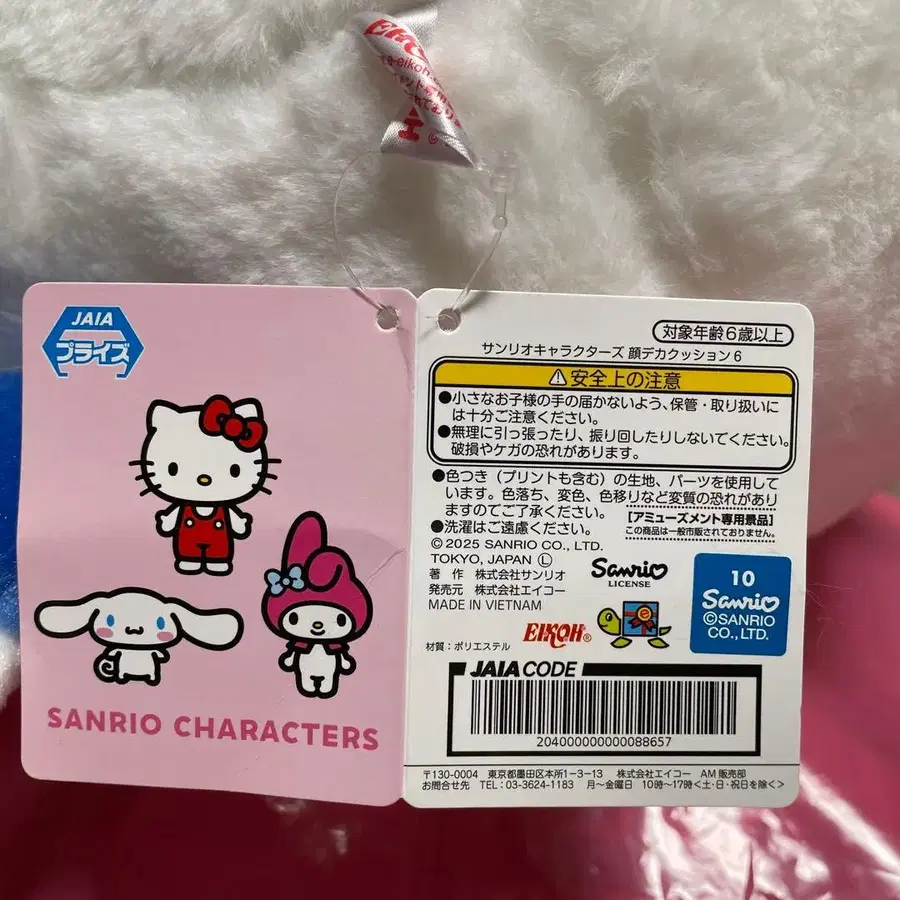 JAIA
プライズ
SANRIO CHARACTERS
対象年齢6歳以上
サンリオキャラクターズ 顔デカクッション 6
⚠安全上の注意
●小さなお子様の手の届かないよう、保管・取り扱いに
は十分ご注意ください。
●無理に引っ張ったり、振り回したりしないでください。
破損やケガの恐れがあります。
●色つき(プリントも含む)の生地、パーツを使用して
います。色落ち、変色、色移りなど変質の恐れがあり
ますのでご了承ください。
●洗濯はご遠慮ください。
[アミューズメント専用景品]
この商品は一般市販されておりません。
© 2025 SANRIO CO., LTD.
TOKYO, JAPAN Ⓛ
著 作 株式会社サンリオ
発売元 株式会社エイコー
MADE IN VIETNAM
Sanrio
LICENSE
10
Sanrio
©SANRIO
CO., LTD.
材質:ポリエステル
EIKOH®
JAIA CODE
204000000000088657
〒130-0004 東京都墨田区本所1-3-13 株式会社エイコー AM販売部
お問合せ先 TEL:03-3624-1183 月~金曜日 10時~17時<土・日・祝日を除く>